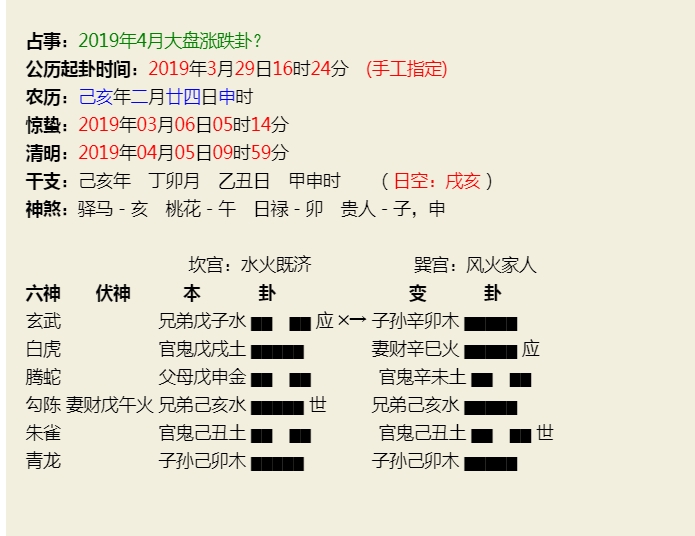 占事：2019年4月大盘涨跌卦？
公历起卦时间：2019年3月29日16时24分 (手工指定)
农历：己亥年二月廿四日申时
惊蛰：2019年03月06日05时14分
清明：2019年04月05日09时59分
干支：己亥年 丁卯月 乙丑日 甲申时 （日空：戌亥）
神煞：驿马－亥 桃花－午 日禄－卯 贵人－子，申
坎宫：水火既济 巽宫：风火家人
六神 伏神 本 卦 变 卦
玄武 兄弟戊子水 应 ×→ 子孙辛卯木
白虎 官鬼戊戌土 妻财辛巳火 应
腾蛇 父母戊申金 官鬼辛未土
勾陈 妻财戊午火 兄弟己亥水 世 兄弟己亥水
朱雀 官鬼己丑土 官鬼己丑土 世
青龙 子孙己卯木 子孙己卯木